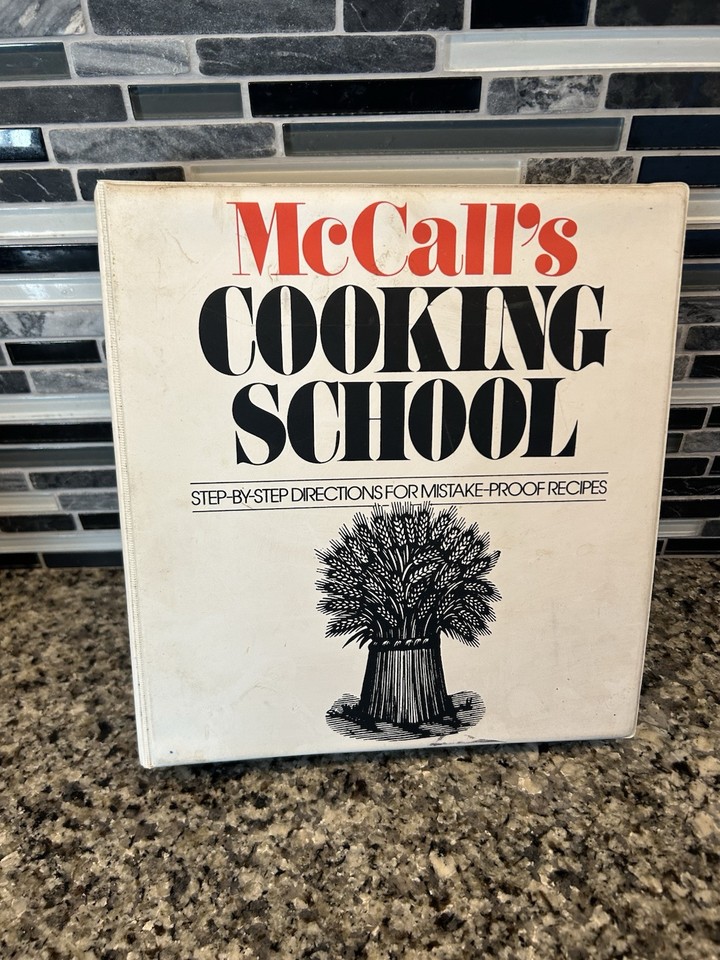 McCall's
COOKING
SCHOOL
STEP-BY-STEP DIRECTIONS FOR MISTAKE-PROOF RECIPES